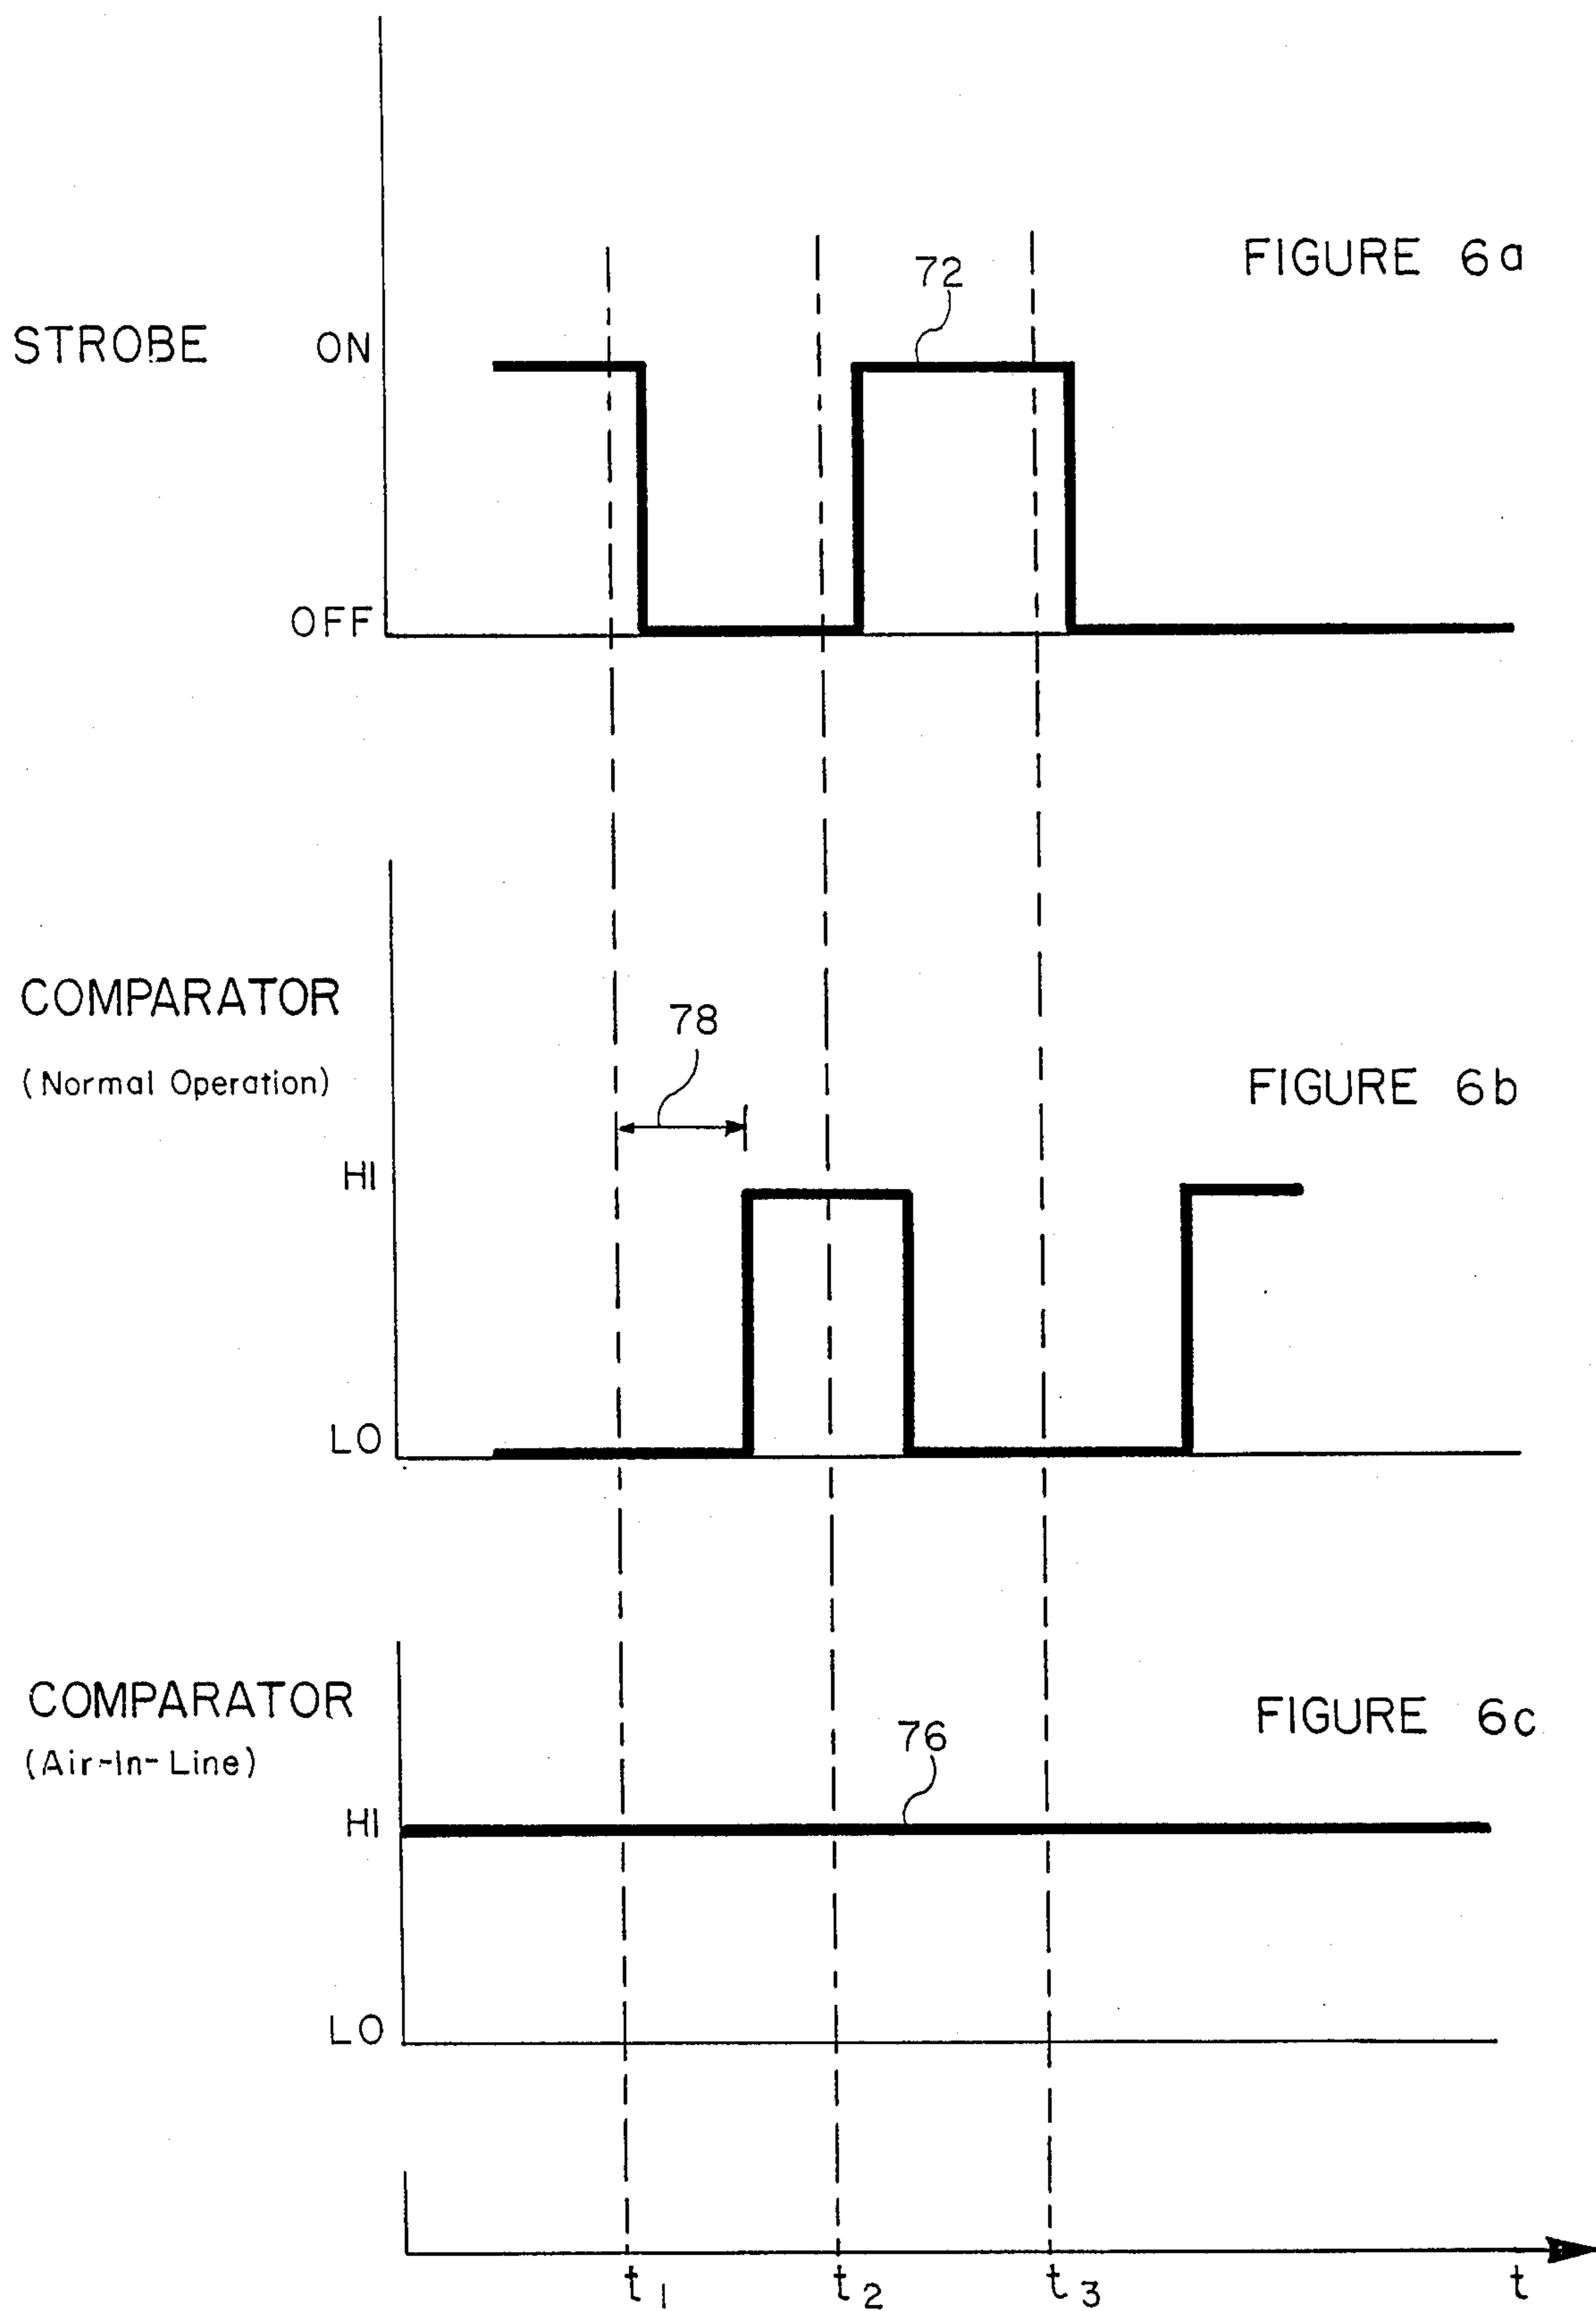 FIGURE 6a
72
STROBE
ON
OFF
COMPARATOR
(Normal Operation)
78
FIGURE 6b
HI
LO
COMPARATOR
(Air-In-Line)
76
FIGURE 6c
HI
LO
t1 t2 t3 t